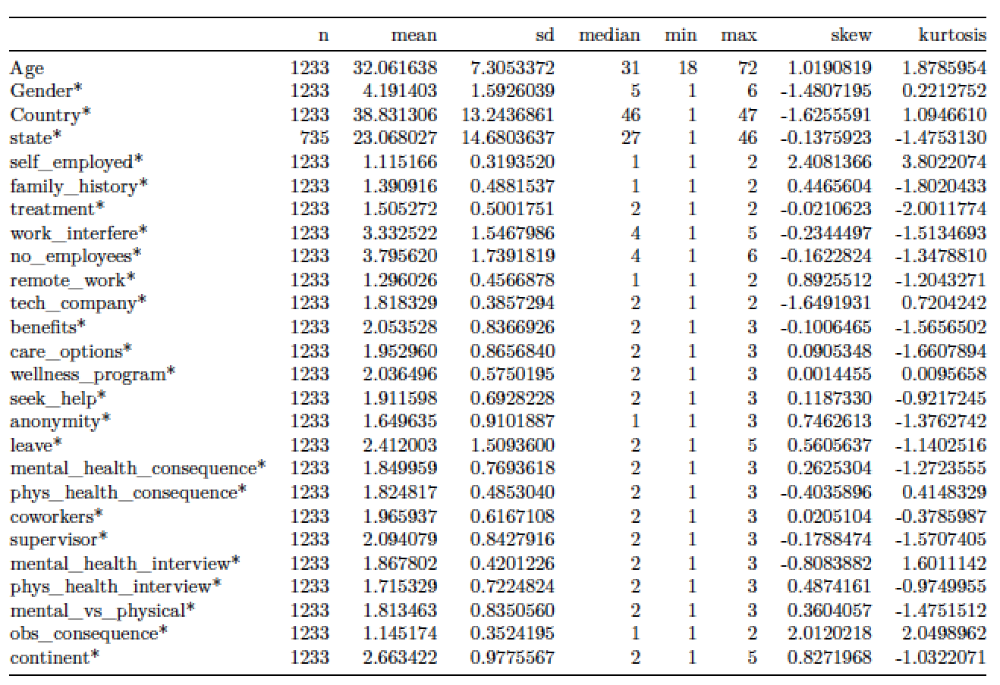 n mean sd median min max skew kurtosis
Age 1233 32.061638 7.3053372 31 18 72 1.0190819 1.8785954
Gender* 1233 4.191403 1.5926039 5 1 6 -1.4807195 0.2212752
Country* 1233 38.831306 13.2436861 46 1 47 -1.6255591 1.0946610
state* 735 23.068027 14.6803637 27 1 46 -0.1375923 -1.4753130
self_employed* 1233 1.115166 0.3193520 1 1 2 2.4081366 3.8022074
family_history* 1233 1.390916 0.4881537 1 1 2 0.4465604 -1.8020433
treatment* 1233 1.505272 0.5001751 2 1 2 -0.0210623 -2.0011774
work_interfere* 1233 3.332522 1.5467986 4 1 5 -0.2344497 -1.5134693
no_employees* 1233 3.795620 1.7391819 4 1 6 -0.1622824 -1.3478810
remote_work* 1233 1.296026 0.4566878 1 1 2 0.8925512 -1.2043271
tech_company* 1233 1.818329 0.3857294 2 1 2 -1.6491931 0.7204242
benefits* 1233 2.053528 0.8366926 2 1 3 -0.1006465 -1.5656502
care_options* 1233 1.952960 0.8656840 2 1 3 0.0905348 -1.6607894
wellness_program* 1233 2.036496 0.5750195 2 1 3 0.0014455 0.0095658
seek_help* 1233 1.911598 0.6928228 2 1 3 0.1187330 -0.9217245
anonymity* 1233 1.649635 0.9101887 1 1 3 0.7462613 -1.3762742
leave* 1233 2.412003 1.5093600 2 1 5 0.5605637 -1.1402516
mental_health_consequence* 1233 1.849959 0.7693618 2 1 3 0.2625304 -1.2723555
phys_health_consequence* 1233 1.824817 0.4853040 2 1 3 -0.4035896 0.4148329
coworkers* 1233 1.965937 0.6167108 2 1 3 0.0205104 -0.3785987
supervisor* 1233 2.094079 0.8427916 2 1 3 -0.1788474 -1.5707405
mental_health_interview* 1233 1.867802 0.4201226 2 1 3 -0.8083882 1.6011142
phys_health_interview* 1233 1.715329 0.7224824 2 1 3 0.4874161 -0.9749955
mental_vs_physical* 1233 1.813463 0.8350560 2 1 3 0.3604057 -1.4751512
obs_consequence* 1233 1.145174 0.3524195 1 1 2 2.0120218 2.0498962
continent* 1233 2.663422 0.9775567 2 1 5 0.8271968 -1.0322071